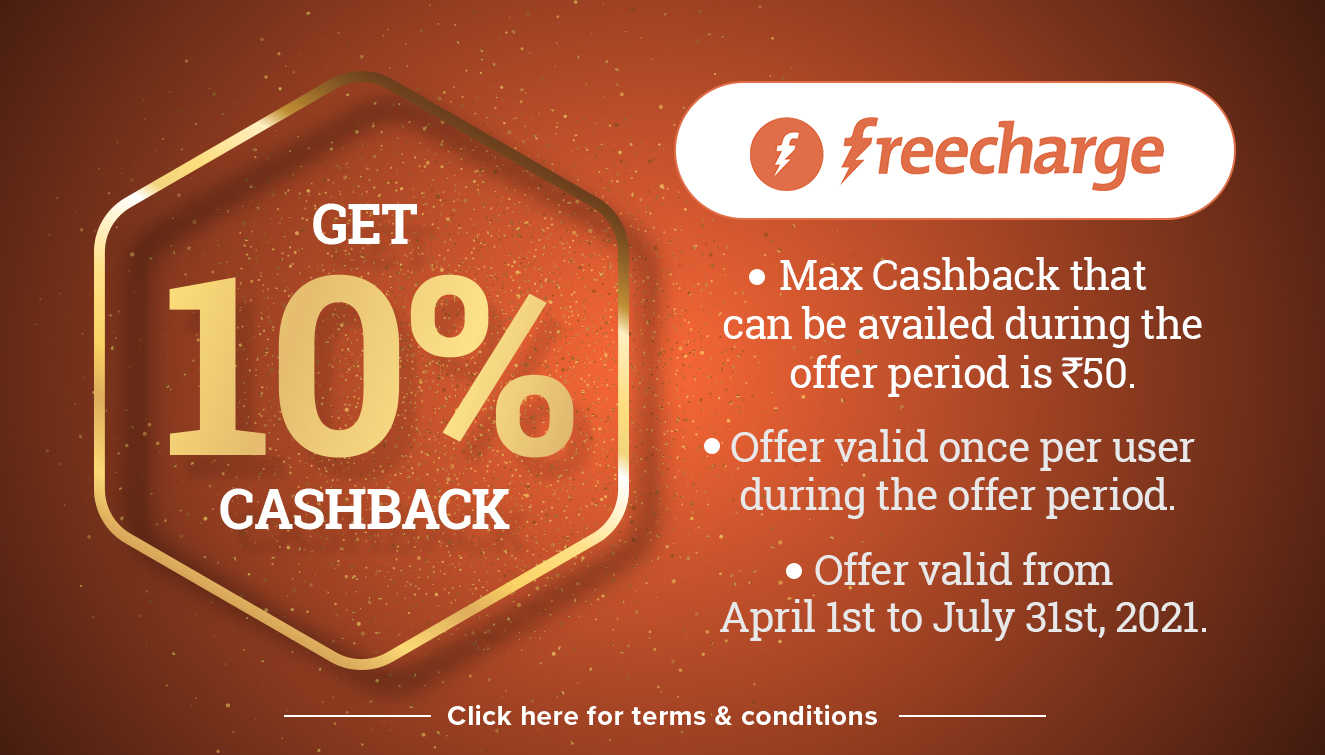 GET
10%
CASHBACK
freecharge
• Max Cashback that
can be availed during the
offer period is ₹50.
• Offer valid once per user
during the offer period.
• Offer valid from
April 1st to July 31st, 2021.
Click here for terms & conditions